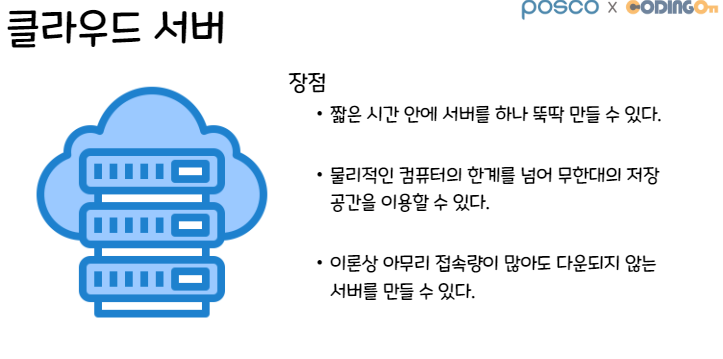 클라우드 서버
posco x CODINGOn
장점
• 짧은 시간 안에 서버를 하나 뚝딱 만들 수 있다.
• 물리적인 컴퓨터의 한계를 넘어 무한대의 저장
공간을 이용할 수 있다.
• 이론상 아무리 접속량이 많아도 다운되지 않는
서버를 만들 수 있다.